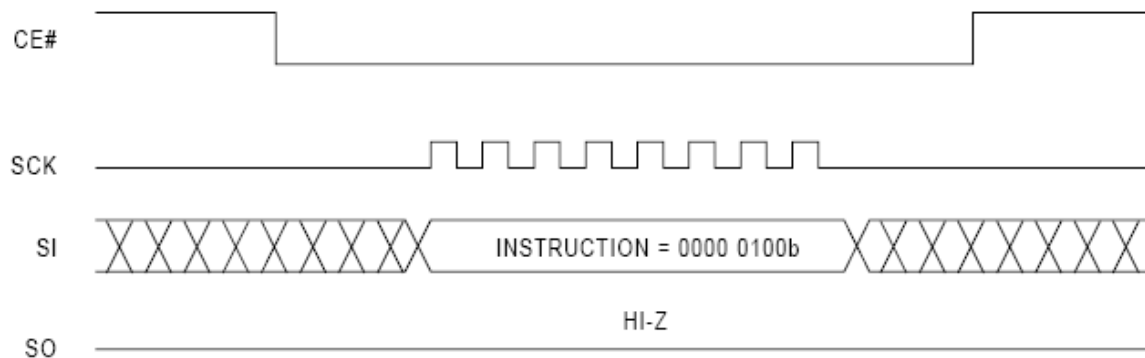 CE#
SCK
SI
INSTRUCTION = 0000 0100b
HI-Z
SO